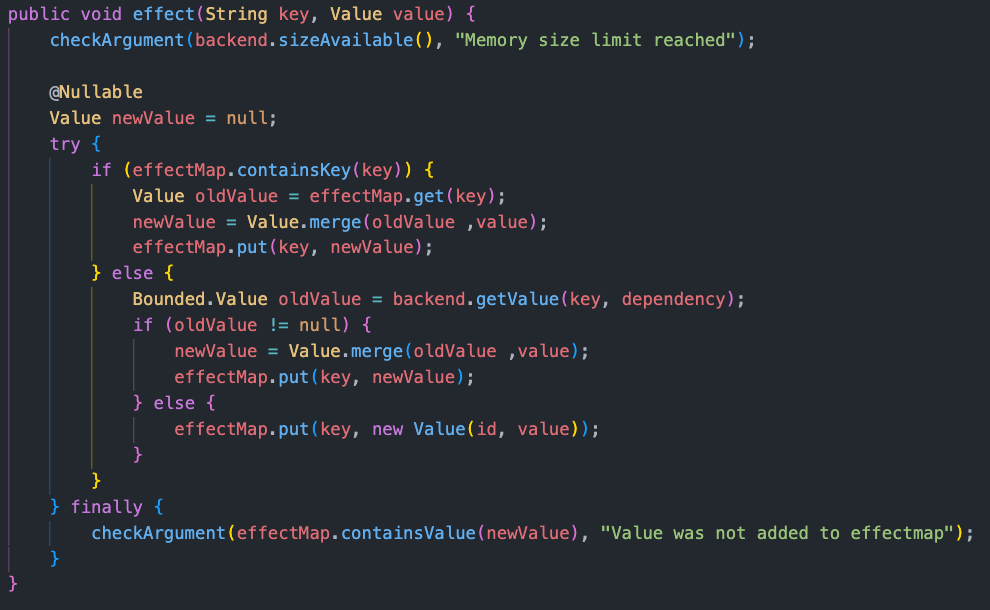 public void effect(String key, Value value) {
    checkArgument(backend.sizeAvailable(), "Memory size limit reached");

    @Nullable
    Value newValue = null;
    try {
        if (effectMap.containsKey(key)) {
            Value oldValue = effectMap.get(key);
            newValue = Value.merge(oldValue ,value);
            effectMap.put(key, newValue);
        } else {
            Bounded.Value oldValue = backend.getValue(key, dependency);
            if (oldValue != null) {
                newValue = Value.merge(oldValue ,value);
                effectMap.put(key, newValue);
            } else {
                effectMap.put(key, new Value(id, value));
            }
        }
    } finally {
        checkArgument(effectMap.containsValue(newValue), "Value was not added to effectmap");
    }
}